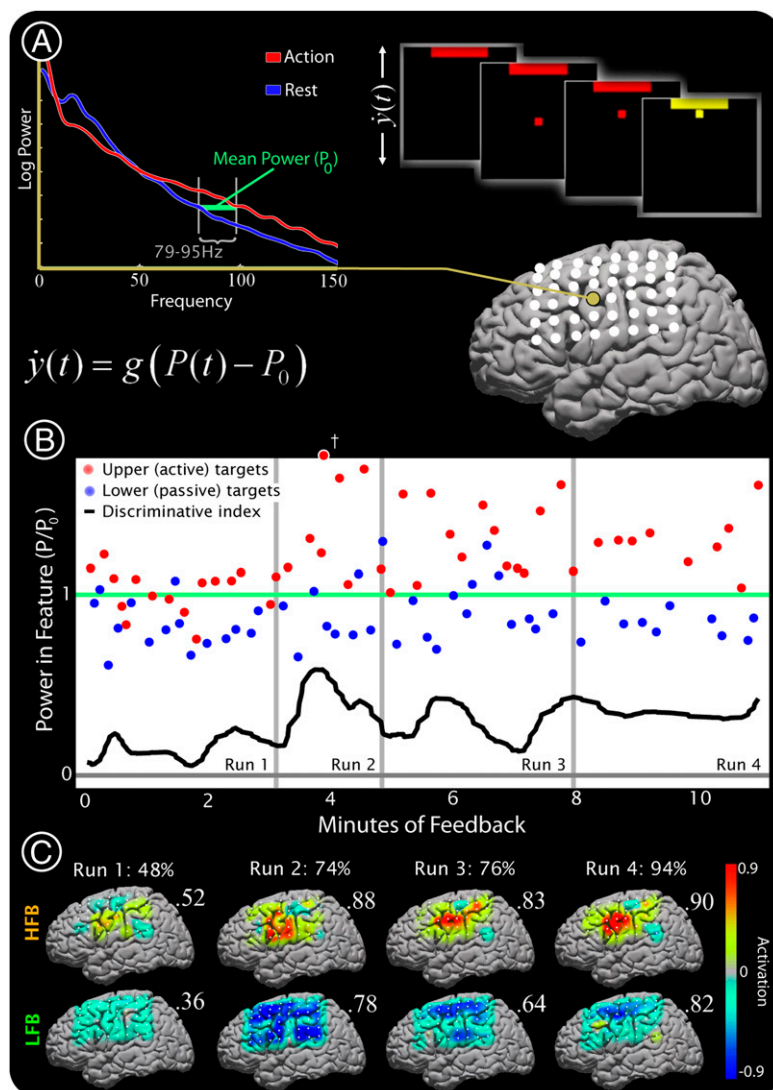 A
Action
Rest
Log Power
Mean Power (P0)
79-95Hz
0
50
100
150
Frequency
ẏ(t)
ẏ(t) = g(P(t) − P0)
B
†
Upper (active) targets
Lower (passive) targets
Discriminative index
Power in Feature (P/P0)
1
0
Run 1
Run 2
Run 3
Run 4
0
2
4
6
8
10
Minutes of Feedback
C
Run 1: 48%
Run 2: 74%
Run 3: 76%
Run 4: 94%
HFB
.52
.88
.83
.90
LFB
.36
.78
.64
.82
0.9
Activation
0
-0.9